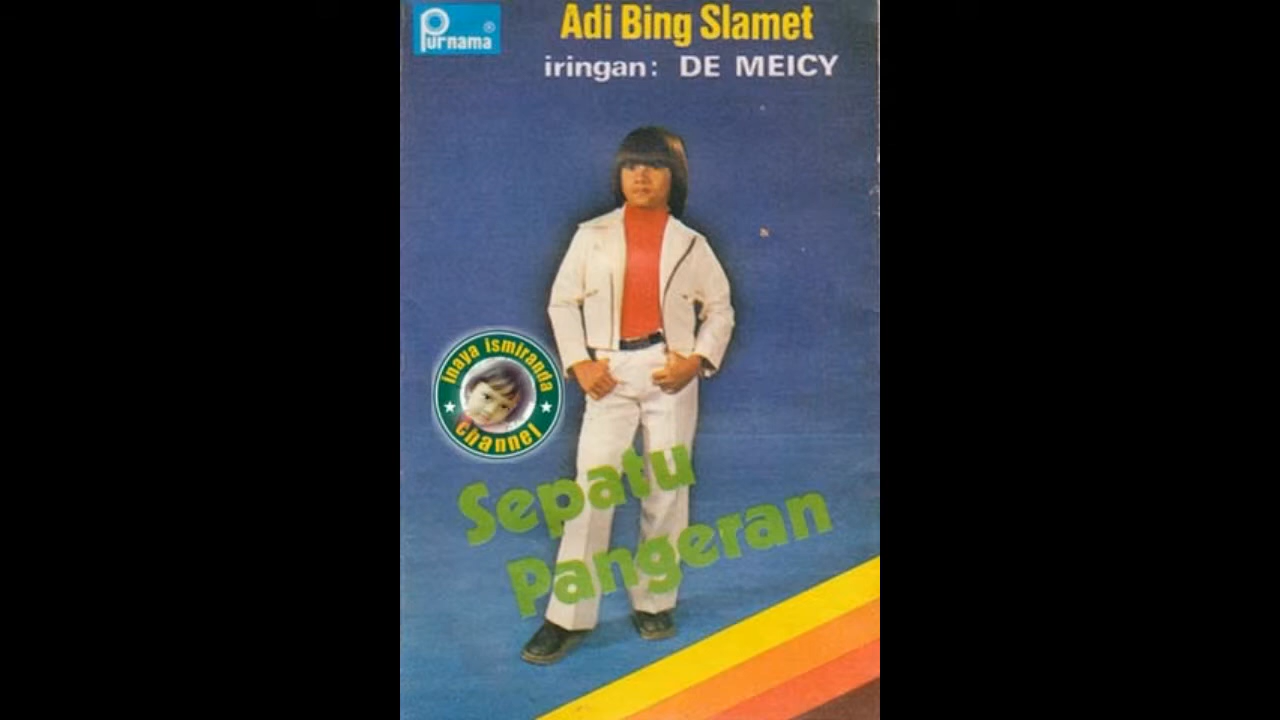 Purnama ®
Adi Bing Slamet
iringan: DE MEICY
inaya ismiranda
channel
Sepatu
Pangeran